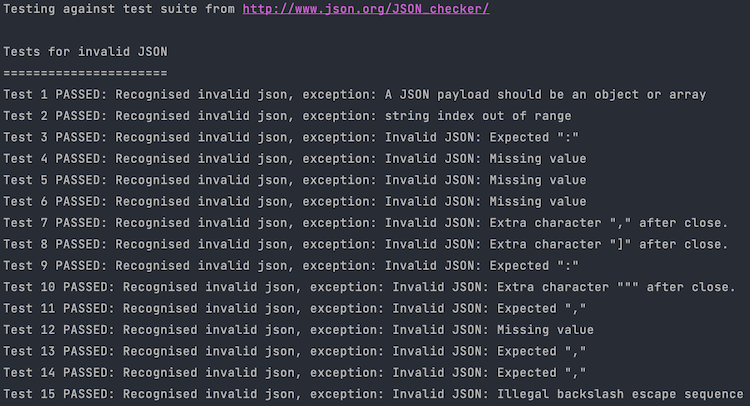 Testing against test suite from http://www.json.org/JSON_checker/
Tests for invalid JSON
======================
Test 1 PASSED: Recognised invalid json, exception: A JSON payload should be an object or array
Test 2 PASSED: Recognised invalid json, exception: string index out of range
Test 3 PASSED: Recognised invalid json, exception: Invalid JSON: Expected ":"
Test 4 PASSED: Recognised invalid json, exception: Invalid JSON: Missing value
Test 5 PASSED: Recognised invalid json, exception: Invalid JSON: Missing value
Test 6 PASSED: Recognised invalid json, exception: Invalid JSON: Missing value
Test 7 PASSED: Recognised invalid json, exception: Invalid JSON: Extra character "," after close.
Test 8 PASSED: Recognised invalid json, exception: Invalid JSON: Extra character "]" after close.
Test 9 PASSED: Recognised invalid json, exception: Invalid JSON: Expected ":"
Test 10 PASSED: Recognised invalid json, exception: Invalid JSON: Extra character """ after close.
Test 11 PASSED: Recognised invalid json, exception: Invalid JSON: Expected ","
Test 12 PASSED: Recognised invalid json, exception: Invalid JSON: Missing value
Test 13 PASSED: Recognised invalid json, exception: Invalid JSON: Expected ","
Test 14 PASSED: Recognised invalid json, exception: Invalid JSON: Expected ","
Test 15 PASSED: Recognised invalid json, exception: Invalid JSON: Illegal backslash escape sequence